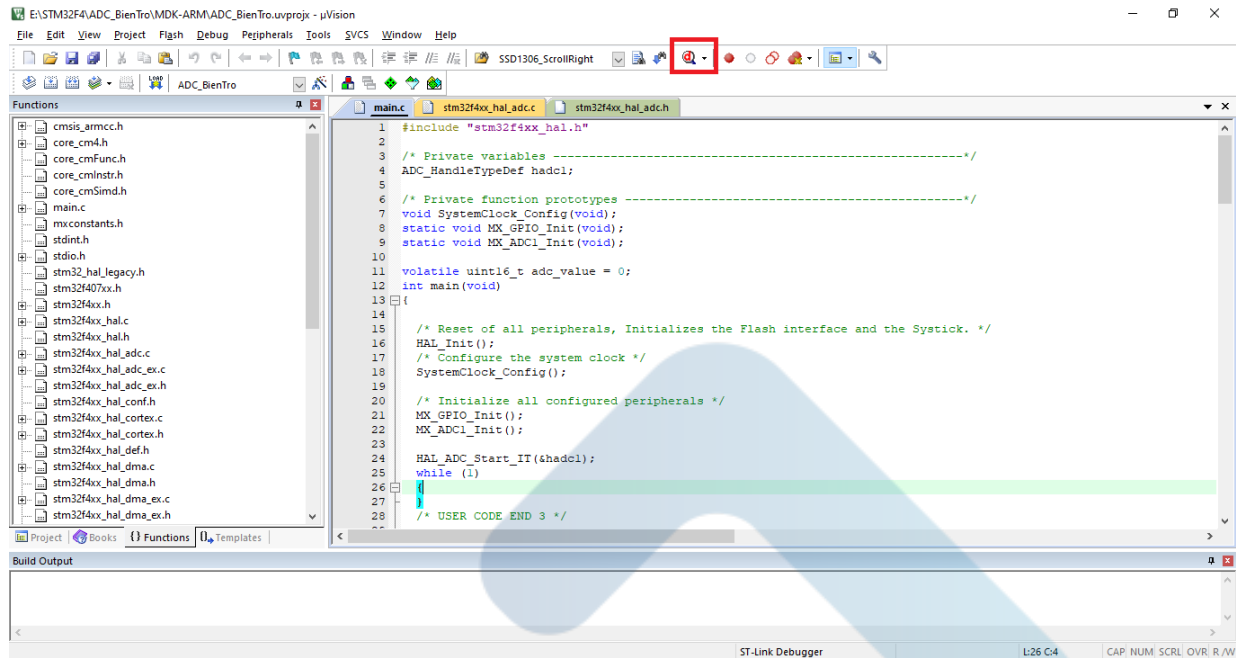 E:\STM32F4\ADC_BienTro\MDK-ARM\ADC_BienTro.uvprojx - µVision
File Edit View Project Flash Debug Peripherals Tools SVCS Window Help
SSD1306_ScrollRight
LOAD ADC_BienTro
Functions
main.c stm32f4xx_hal_adc.c stm32f4xx_hal_adc.h
cmsis_armcc.h
core_cm4.h
core_cmFunc.h
core_cmInstr.h
core_cmSimd.h
main.c
mxconstants.h
stdint.h
stdio.h
stm32_hal_legacy.h
stm32f407xx.h
stm32f4xx.h
stm32f4xx_hal.c
stm32f4xx_hal.h
stm32f4xx_hal_adc.c
stm32f4xx_hal_adc_ex.c
stm32f4xx_hal_adc_ex.h
stm32f4xx_hal_conf.h
stm32f4xx_hal_cortex.c
stm32f4xx_hal_cortex.h
stm32f4xx_hal_def.h
stm32f4xx_hal_dma.c
stm32f4xx_hal_dma.h
stm32f4xx_hal_dma_ex.c
stm32f4xx_hal_dma_ex.h
Project Books {} Functions 0. Templates
1 #include "stm32f4xx_hal.h"
2
3 /* Private variables ---------------------------------------------------------*/
4 ADC_HandleTypeDef hadc1;
5
6 /* Private function prototypes -----------------------------------------------*/
7 void SystemClock_Config(void);
8 static void MX_GPIO_Init(void);
9 static void MX_ADC1_Init(void);
10
11 volatile uint16_t adc_value = 0;
12 int main(void)
13 {
14
15 /* Reset of all peripherals, Initializes the Flash interface and the Systick. */
16 HAL_Init();
17 /* Configure the system clock */
18 SystemClock_Config();
19
20 /* Initialize all configured peripherals */
21 MX_GPIO_Init();
22 MX_ADC1_Init();
23
24 HAL_ADC_Start_IT(&hadc1);
25 while (1)
26 {
27 }
28 /* USER CODE END 3 */
Build Output
ST-Link Debugger L:26 C:4 CAP NUM SCRL OVR R/W